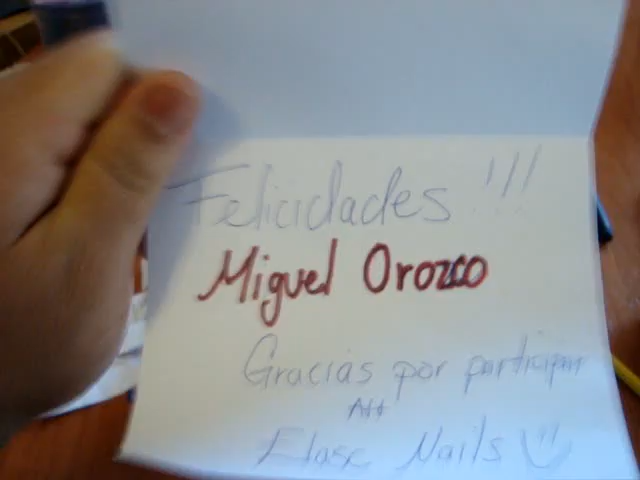 Felicidades !!!
Miguel Orozco
Gracias por participar
Att
Nails